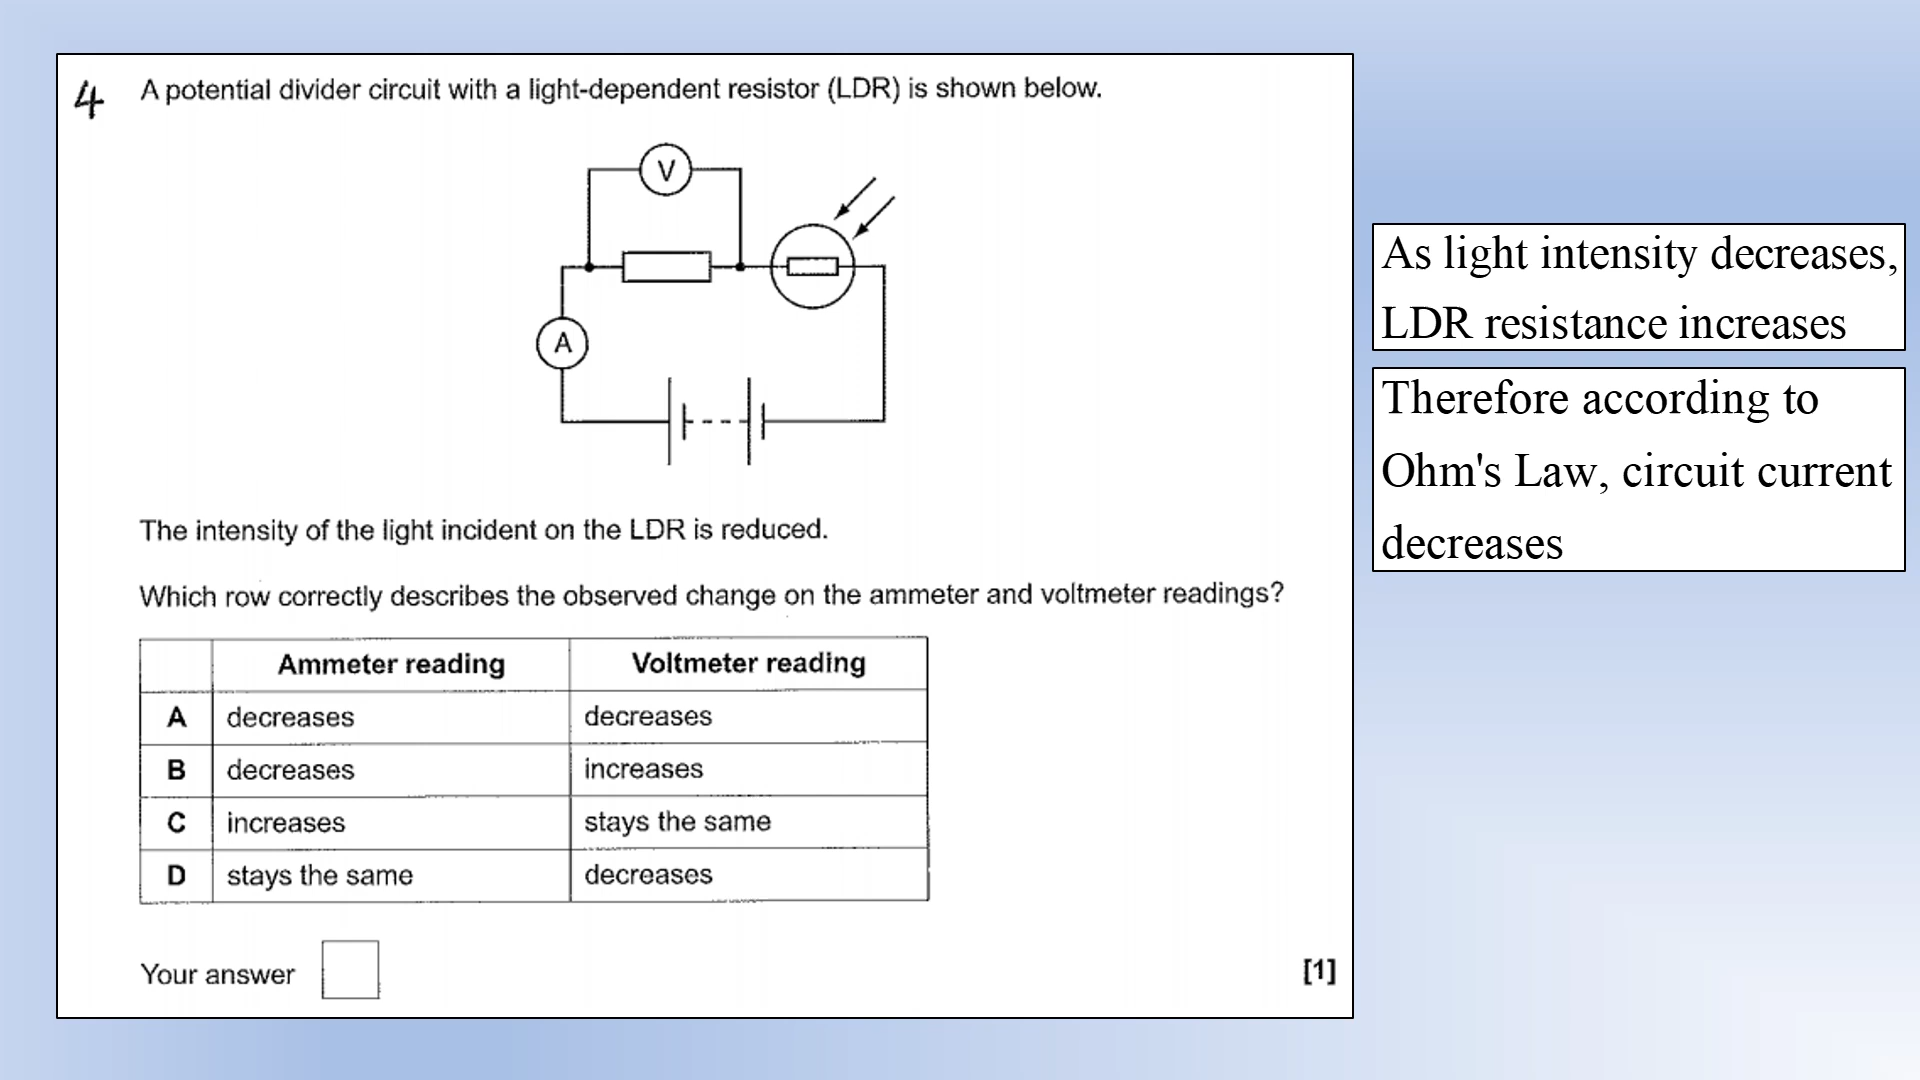 4 A potential divider circuit with a light-dependent resistor (LDR) is shown below.
V
A
The intensity of the light incident on the LDR is reduced.
Which row correctly describes the observed change on the ammeter and voltmeter readings?
Ammeter reading Voltmeter reading
A decreases decreases
B decreases increases
C increases stays the same
D stays the same decreases
Your answer
[1]
As light intensity decreases,
LDR resistance increases
Therefore according to
Ohm's Law, circuit current
decreases